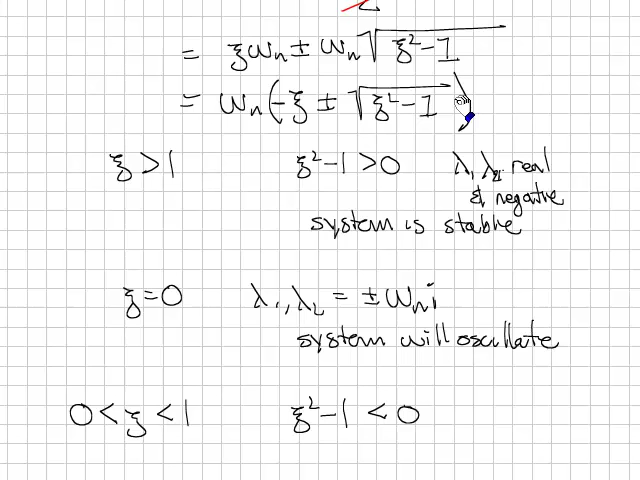 = ξωn ± ωn√ξ²-1
= ωn(-ξ ± √ξ²-1)
ξ > 1 ξ²-1 > 0 λ1, λ2 real
& negative
system is stable
ξ = 0 λ1, λ2 = ± ωn i
system will oscillate
0 < ξ < 1 ξ²-1 < 0